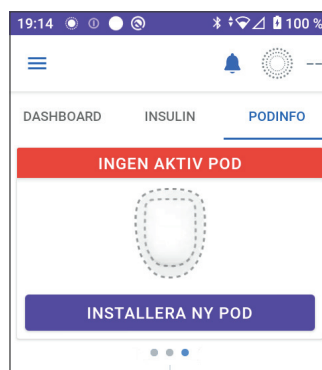 19:14 100 %
--
DASHBOARD INSULIN PODINFO
INGEN AKTIV POD
INSTALLERA NY POD